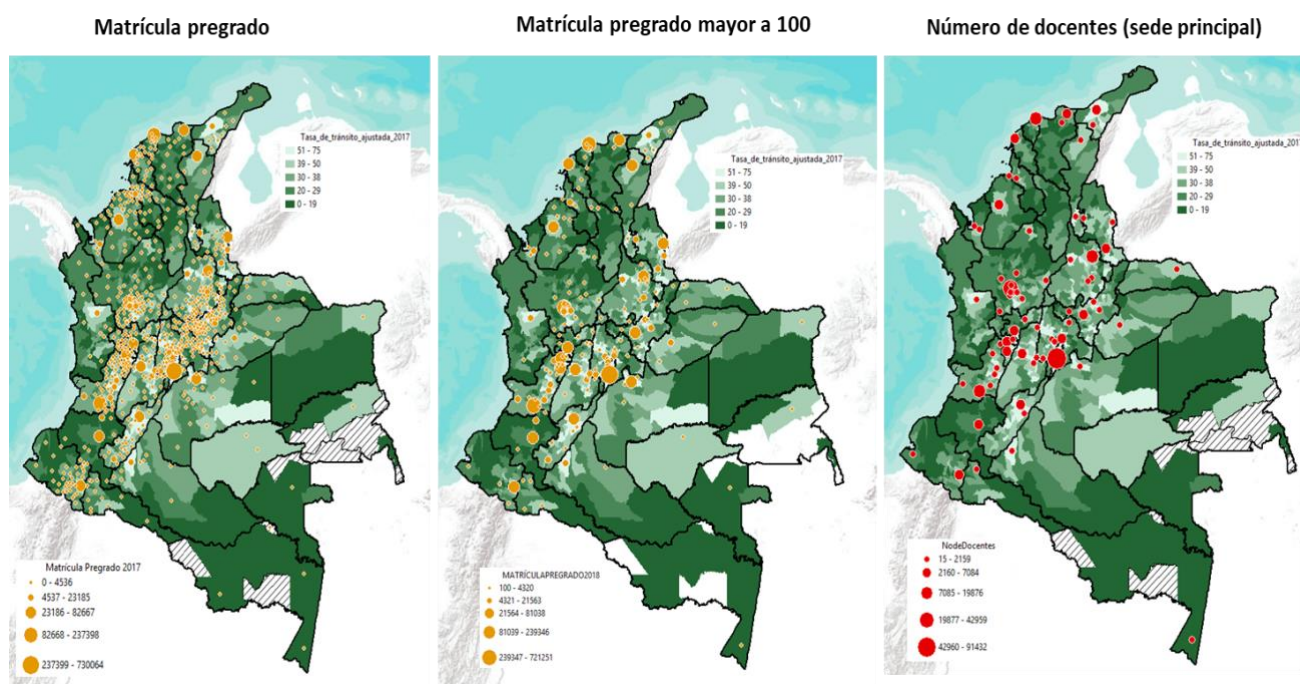 Matrícula pregrado
Tasa_de_tránsito_ajustada_2017
51 - 75
39 - 50
30 - 38
20 - 29
0 - 19
Matrícula Pregrado 2017
0 - 4536
4537 - 23185
23186 - 82667
82668 - 237398
237399 - 730064
Matrícula pregrado mayor a 100
Tasa_de_tránsito_ajustada_2017
51 - 75
39 - 50
30 - 38
20 - 29
0 - 19
MATRÍCULAPREGRADO2018
100 - 4320
4321 - 21563
21564 - 81038
81039 - 239346
239347 - 721251
Número de docentes (sede principal)
Tasa_de_tránsito_ajustada_2017
51 - 75
39 - 50
30 - 38
20 - 29
0 - 19
NodeDocentes
15 - 2159
2160 - 7084
7085 - 19876
19877 - 42959
42960 - 91432